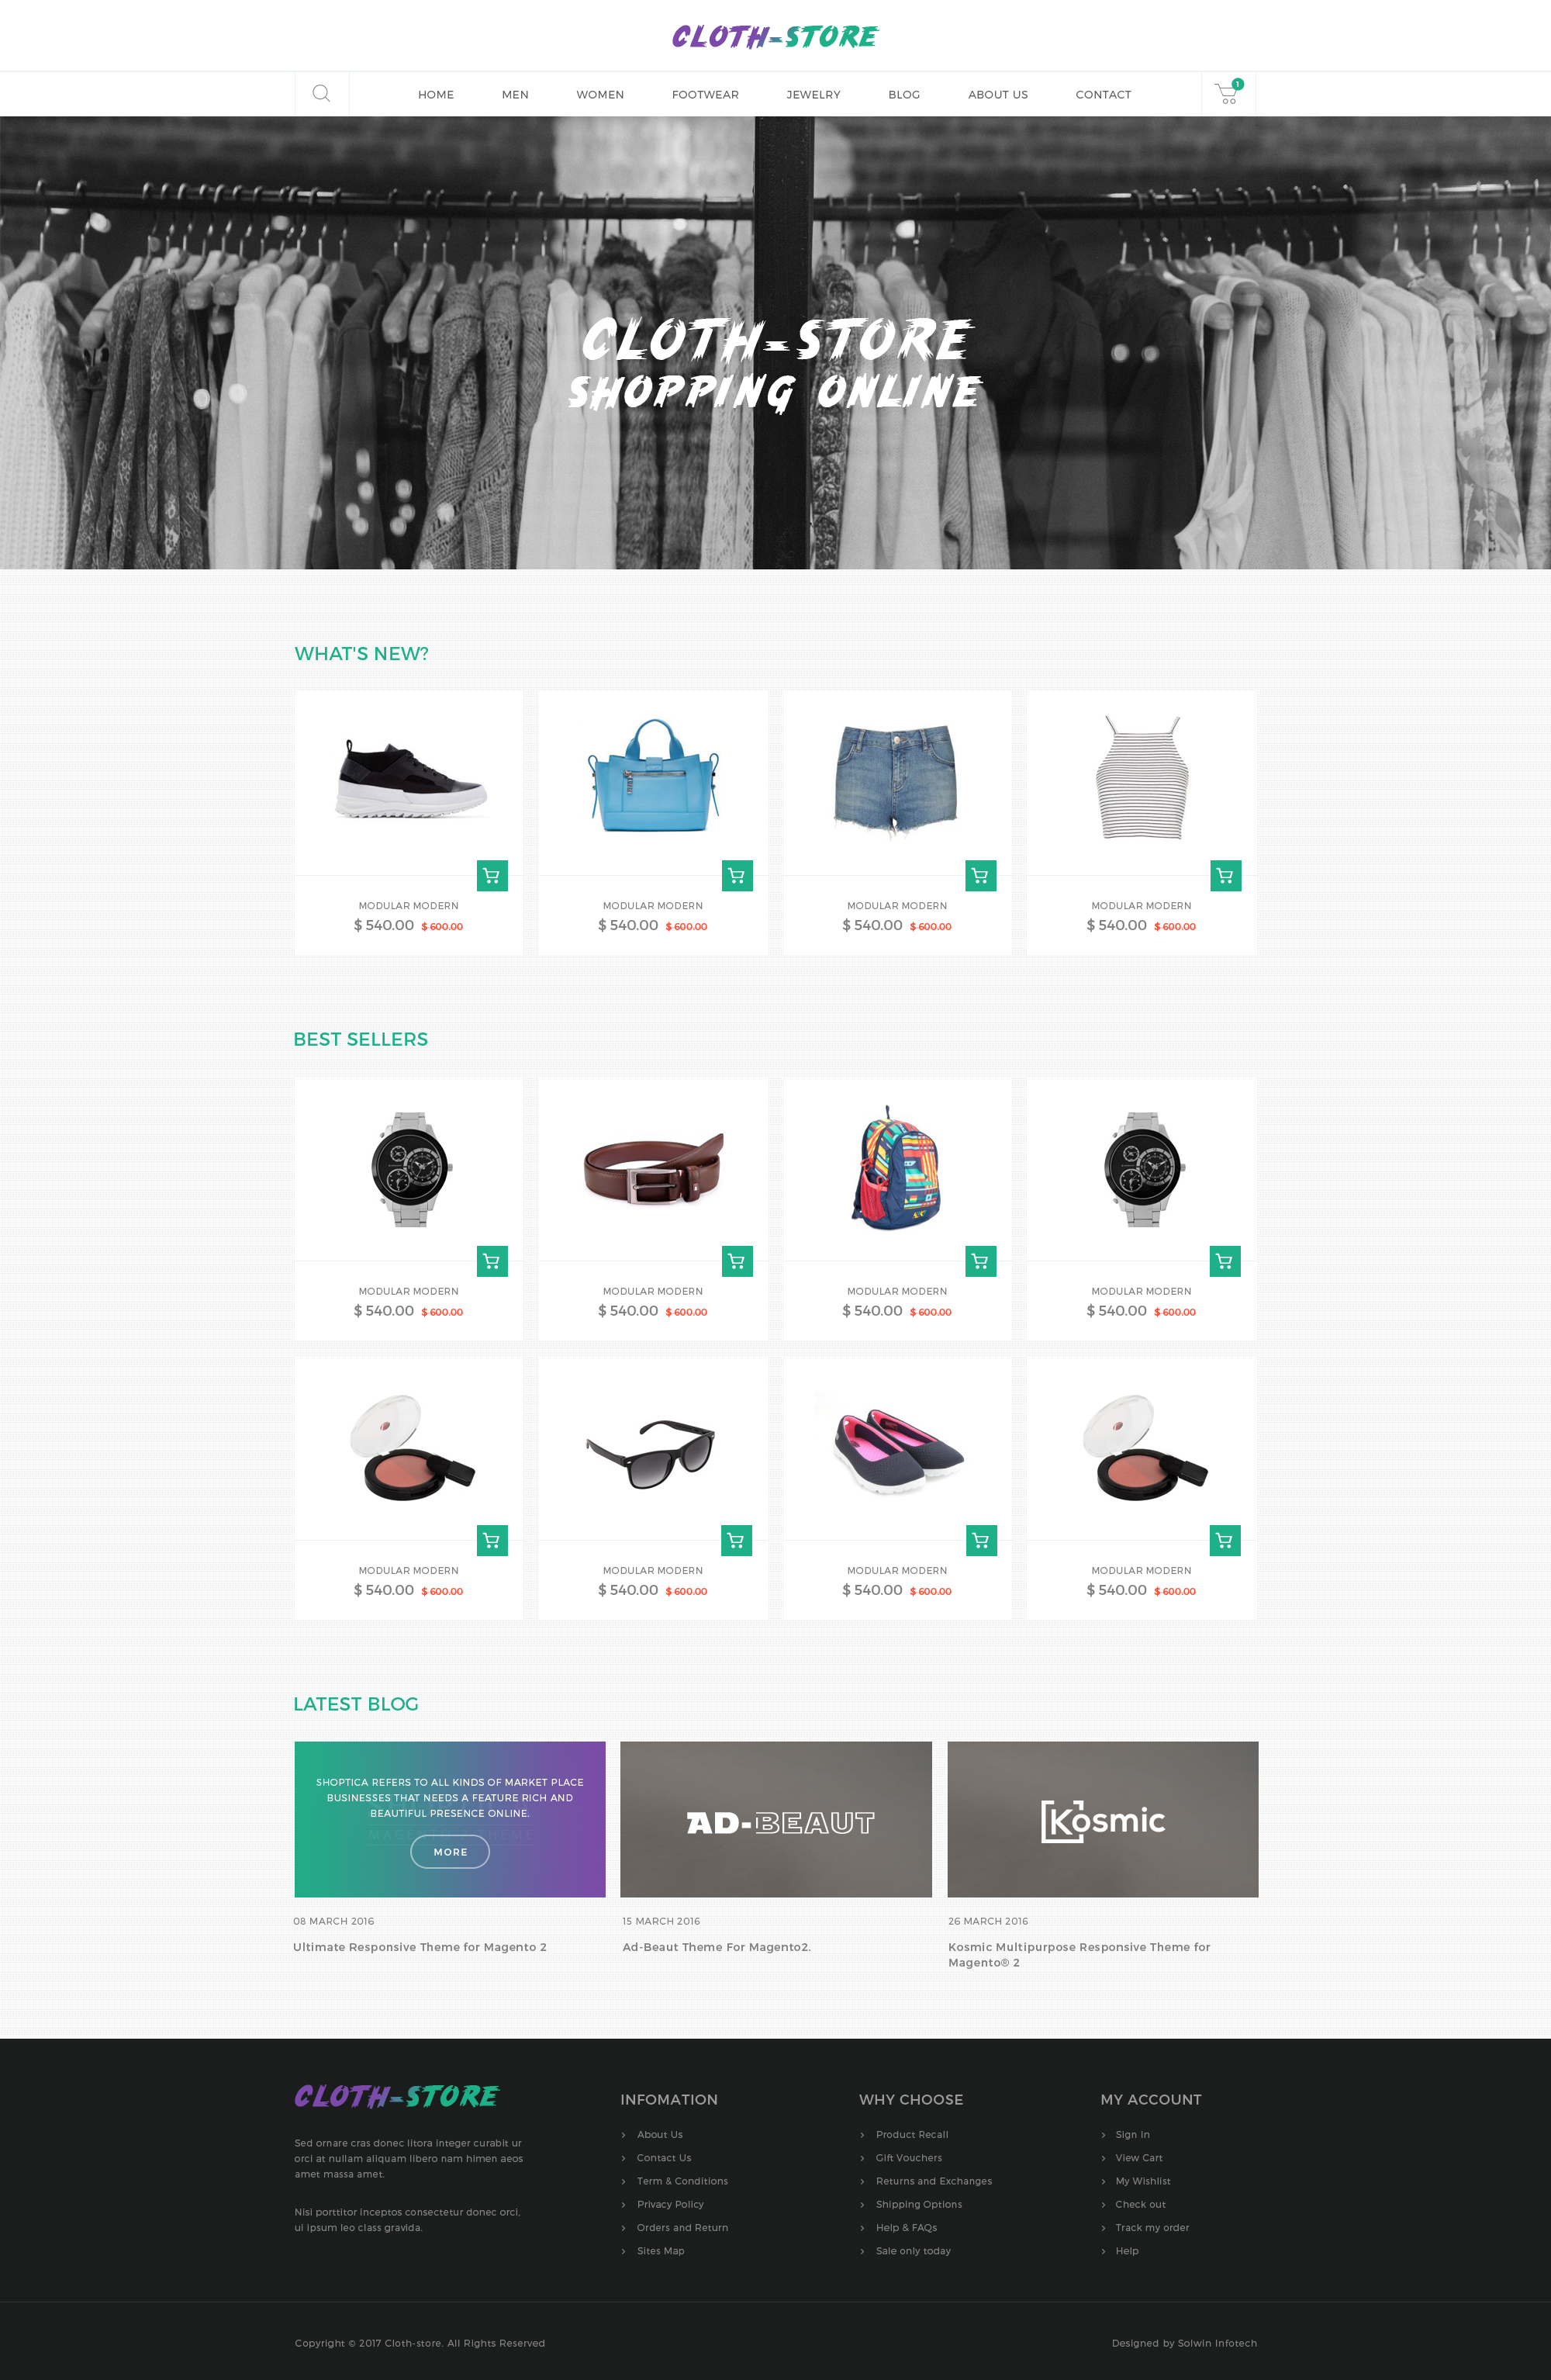 CLOTH-STORE
HOME MEN WOMEN FOOTWEAR JEWELRY BLOG ABOUT US CONTACT 1
CLOTH-STORE
SHOPPING ONLINE
WHAT'S NEW?
MODULAR MODERN MODULAR MODERN MODULAR MODERN MODULAR MODERN
$ 540.00 $ 600.00 $ 540.00 $ 600.00 $ 540.00 $ 600.00 $ 540.00 $ 600.00
BEST SELLERS
MODULAR MODERN MODULAR MODERN MODULAR MODERN MODULAR MODERN
$ 540.00 $ 600.00 $ 540.00 $ 600.00 $ 540.00 $ 600.00 $ 540.00 $ 600.00
MODULAR MODERN MODULAR MODERN MODULAR MODERN MODULAR MODERN
$ 540.00 $ 600.00 $ 540.00 $ 600.00 $ 540.00 $ 600.00 $ 540.00 $ 600.00
LATEST BLOG
SHOPTICA REFERS TO ALL KINDS OF MARKET PLACE
BUSINESSES THAT NEEDS A FEATURE RICH AND
BEAUTIFUL PRESENCE ONLINE.
MORE
08 MARCH 2016
Ultimate Responsive Theme for Magento 2
AD-BEAUT
15 MARCH 2016
Ad-Beaut Theme For Magento2.
Kosmic
26 MARCH 2016
Kosmic Multipurpose Responsive Theme for
Magento® 2
CLOTH-STORE
Sed ornare cras donec litora integer curabit ur
orci at nullam aliquam libero nam himen aeos
amet massa amet.
Nisi porttitor inceptos consectetur donec orci,
ui ipsum leo class gravida.
INFOMATION
About Us
Contact Us
Term & Conditions
Privacy Policy
Orders and Return
Sites Map
WHY CHOOSE
Product Recall
Gift Vouchers
Returns and Exchanges
Shipping Options
Help & FAQs
Sale only today
MY ACCOUNT
Sign In
View Cart
My Wishlist
Check out
Track my order
Help
Copyright © 2017 Cloth-store. All Rights Reserved
Designed by Solwin Infotech